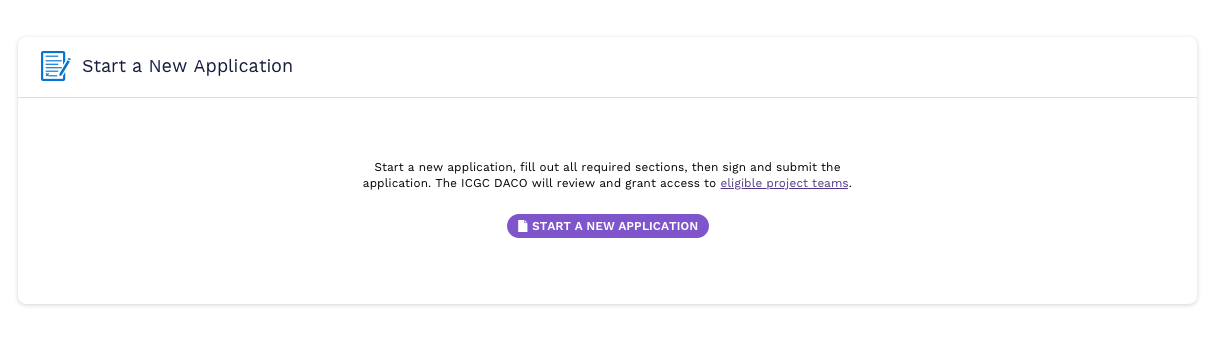 Start a New Application
Start a new application, fill out all required sections, then sign and submit the
application. The ICGC DACO will review and grant access to eligible project teams.
START A NEW APPLICATION